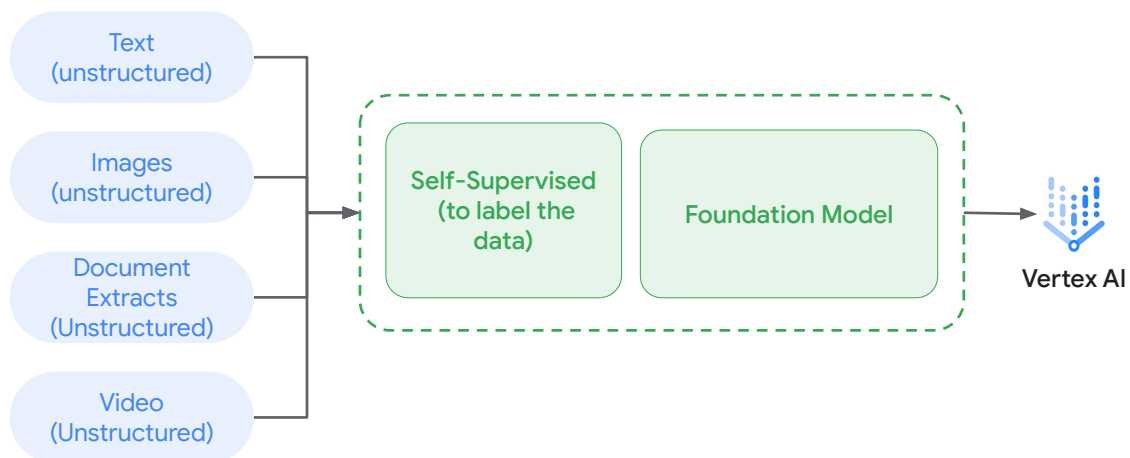 Text
(unstructured)
Images
(unstructured)
Document
Extracts
(Unstructured)
Video
(Unstructured)
Self-Supervised
(to label the
data)
Foundation Model
Vertex AI